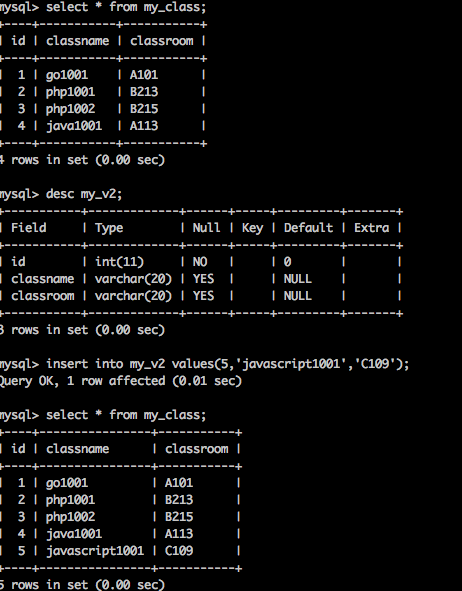 mysql> select * from my_class;
+----+-----------+-----------+
| id | classname | classroom |
+----+-----------+-----------+
|  1 | go1001    | A101      |
|  2 | php1001   | B213      |
|  3 | php1002   | B215      |
|  4 | java1001  | A113      |
+----+-----------+-----------+
4 rows in set (0.00 sec)

mysql> desc my_v2;
+-----------+-------------+------+-----+---------+-------+
| Field     | Type        | Null | Key | Default | Extra |
+-----------+-------------+------+-----+---------+-------+
| id        | int(11)     | NO   |     | 0       |       |
| classname | varchar(20) | YES  |     | NULL    |       |
| classroom | varchar(20) | YES  |     | NULL    |       |
+-----------+-------------+------+-----+---------+-------+
3 rows in set (0.00 sec)

mysql> insert into my_v2 values(5,'javascript1001','C109');
Query OK, 1 row affected (0.01 sec)

mysql> select * from my_class;
+----+----------------+-----------+
| id | classname      | classroom |
+----+----------------+-----------+
|  1 | go1001         | A101      |
|  2 | php1001        | B213      |
|  3 | php1002        | B215      |
|  4 | java1001       | A113      |
|  5 | javascript1001 | C109      |
+----+----------------+-----------+
5 rows in set (0.00 sec)